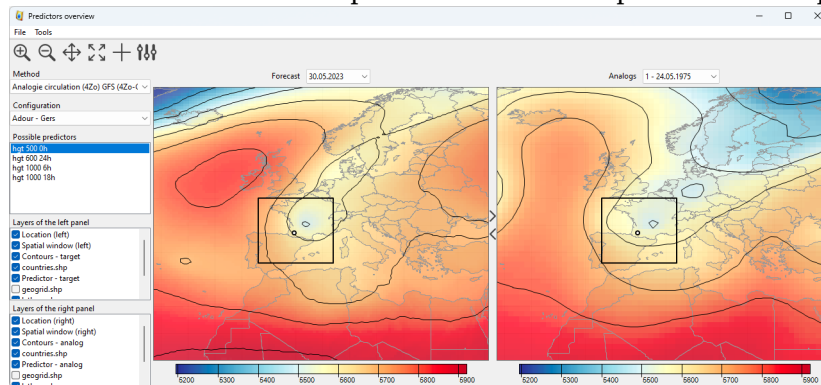 Predictors overview
File Tools
Method
Analogie circulation (4Zo) GFS (4Zo-
Forecast 30.05.2023
Analogs 1 - 24.05.1975
Configuration
Adour - Gers
Possible predictors
hgt 500 0h
hgt 600 24h
hgt 1000 6h
hgt 1000 18h
Layers of the left panel
Location (left)
Spatial window (left)
Contours - target
countries.shp
Predictor - target
geogrid.shp
Layers of the right panel
Location (right)
Spatial window (right)
Contours - analog
countries.shp
Predictor - analog
geogrid.shp
5200 5300 5400 5500 5600 5700 5800 5900
5200 5300 5400 5500 5600 5700 5800 5900